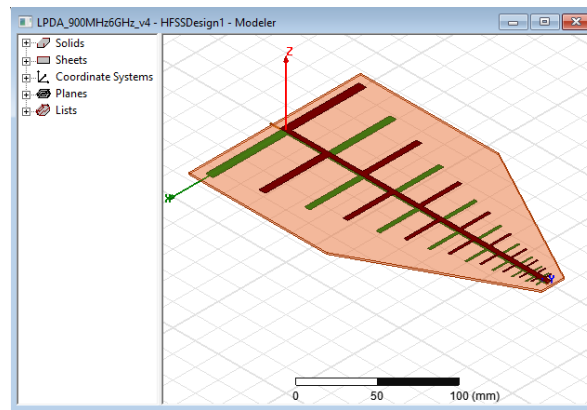 LPDA_900MHz6GHz_v4 - HFSSDesign1 - Modeler
Solids
Sheets
Coordinate Systems
Planes
Lists
Z
0
50
100 (mm)